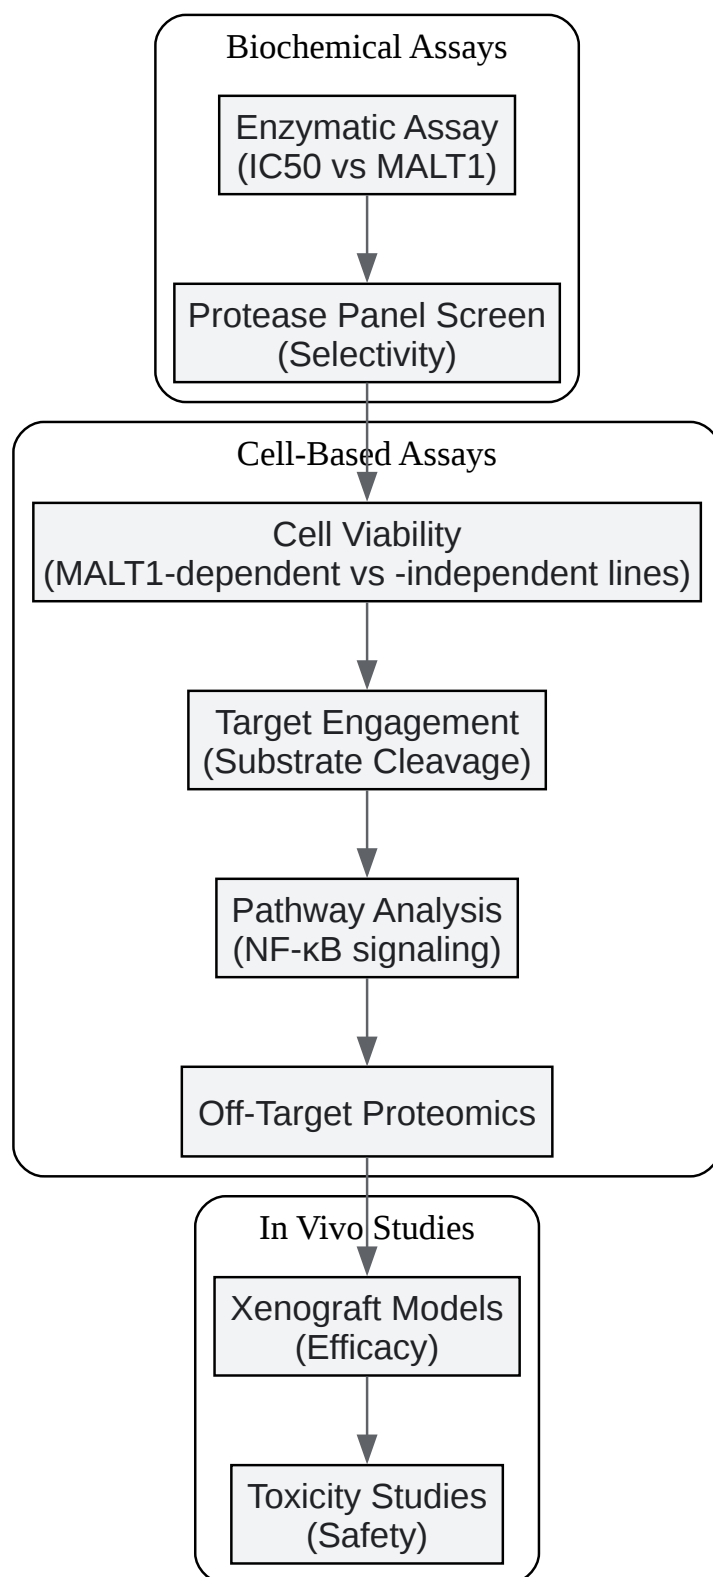 Biochemical Assays
Enzymatic Assay
(IC50 vs MALT1)
Protease Panel Screen
(Selectivity)
Cell-Based Assays
Cell Viability
(MALT1-dependent vs -independent lines)
Target Engagement
(Substrate Cleavage)
Pathway Analysis
(NF-κB signaling)
Off-Target Proteomics
In Vivo Studies
Xenograft Models
(Efficacy)
Toxicity Studies
(Safety)